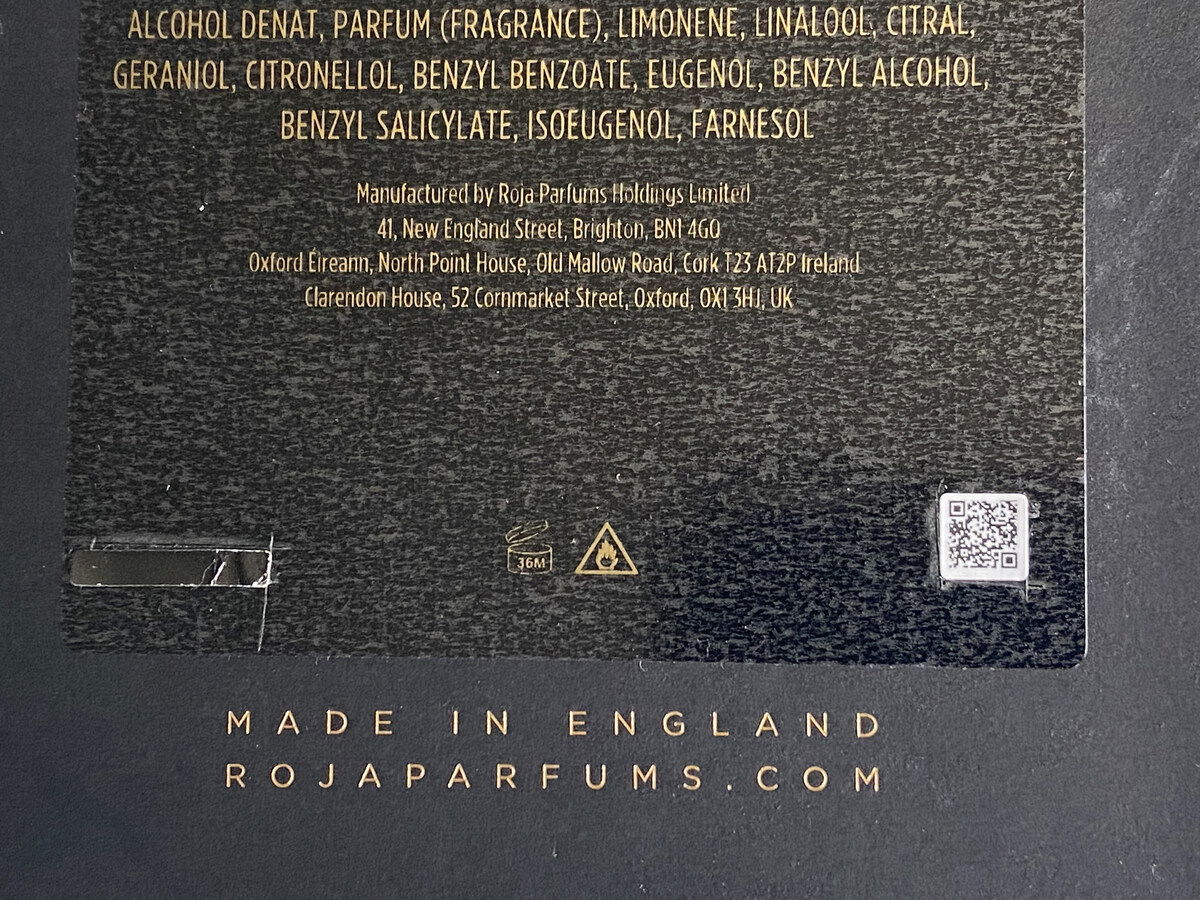 ALCOHOL DENAT, PARFUM (FRAGRANCE), LIMONENE, LINALOOL, CITRAL,
GERANIOL, CITRONELLOL, BENZYL BENZOATE, EUGENOL, BENZYL ALCOHOL,
BENZYL SALICYLATE, ISOEUGENOL, FARNESOL
Manufactured by Roja Parfums Holdings Limited
41, New England Street, Brighton, BN1 4GQ
Oxford Éireann, North Point House, Old Mallow Road, Cork T23 AT2P Ireland
Clarendon House, 52 Cornmarket Street, Oxford, OX1 3HJ, UK
36M
MADE IN ENGLAND
ROJAPARFUMS.COM